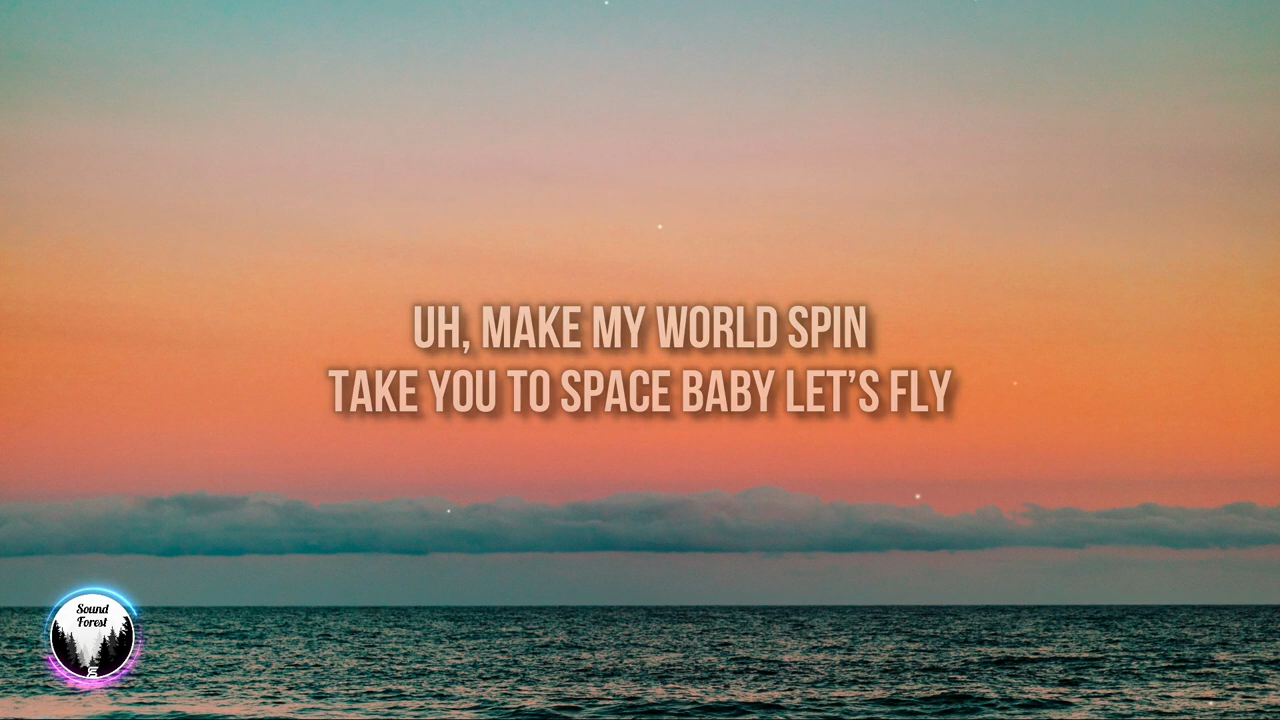 UH, MAKE MY WORLD SPIN
TAKE YOU TO SPACE BABY LET’S FLY
Sound
Forest